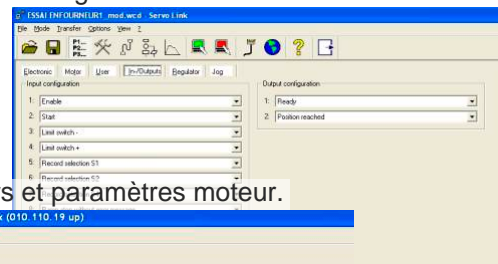 ESSAI ENFOURNEUR1_mod.wcd - Servo Link
File Mode Transfer Options View ?
Electronic Motor User In-/Outputs Regulator Jog
Input configuration
Output configuration
1: Enable
1: Ready
2: Start
2: Position reached
3: Limit switch -
4: Limit switch +
5: Record selection S1
6: Record selection S2
s et paramètres moteur.
(010.110.19 up)